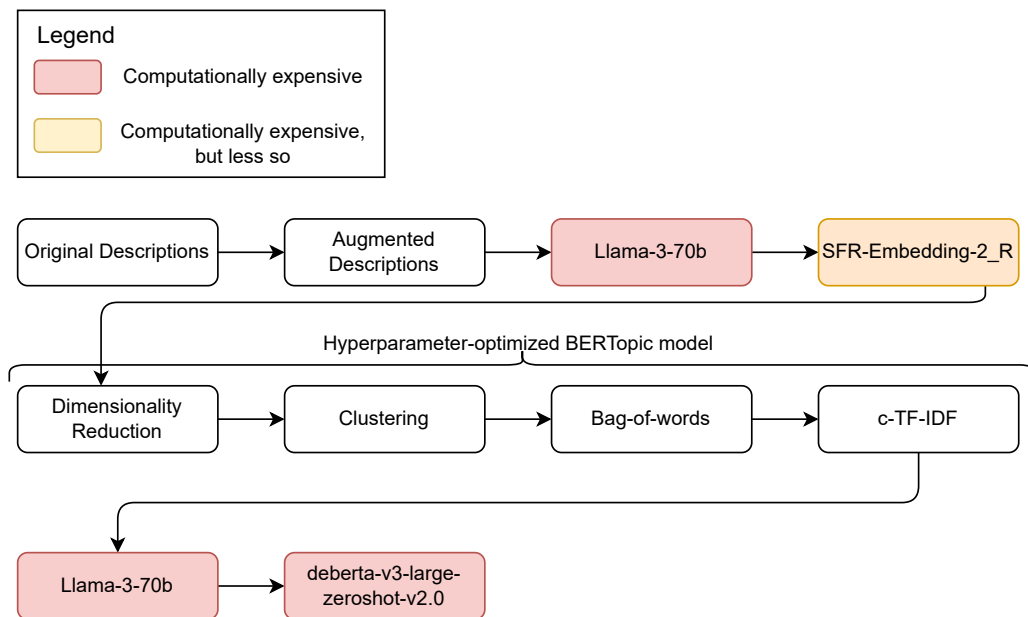 Legend
Computationally expensive
Computationally expensive,
but less so
Original Descriptions
Augmented
Descriptions
Llama-3-70b
SFR-Embedding-2_R
Hyperparameter-optimized BERTopic model
Dimensionality
Reduction
Clustering
Bag-of-words
c-TF-IDF
Llama-3-70b
deberta-v3-large-
zeroshot-v2.0